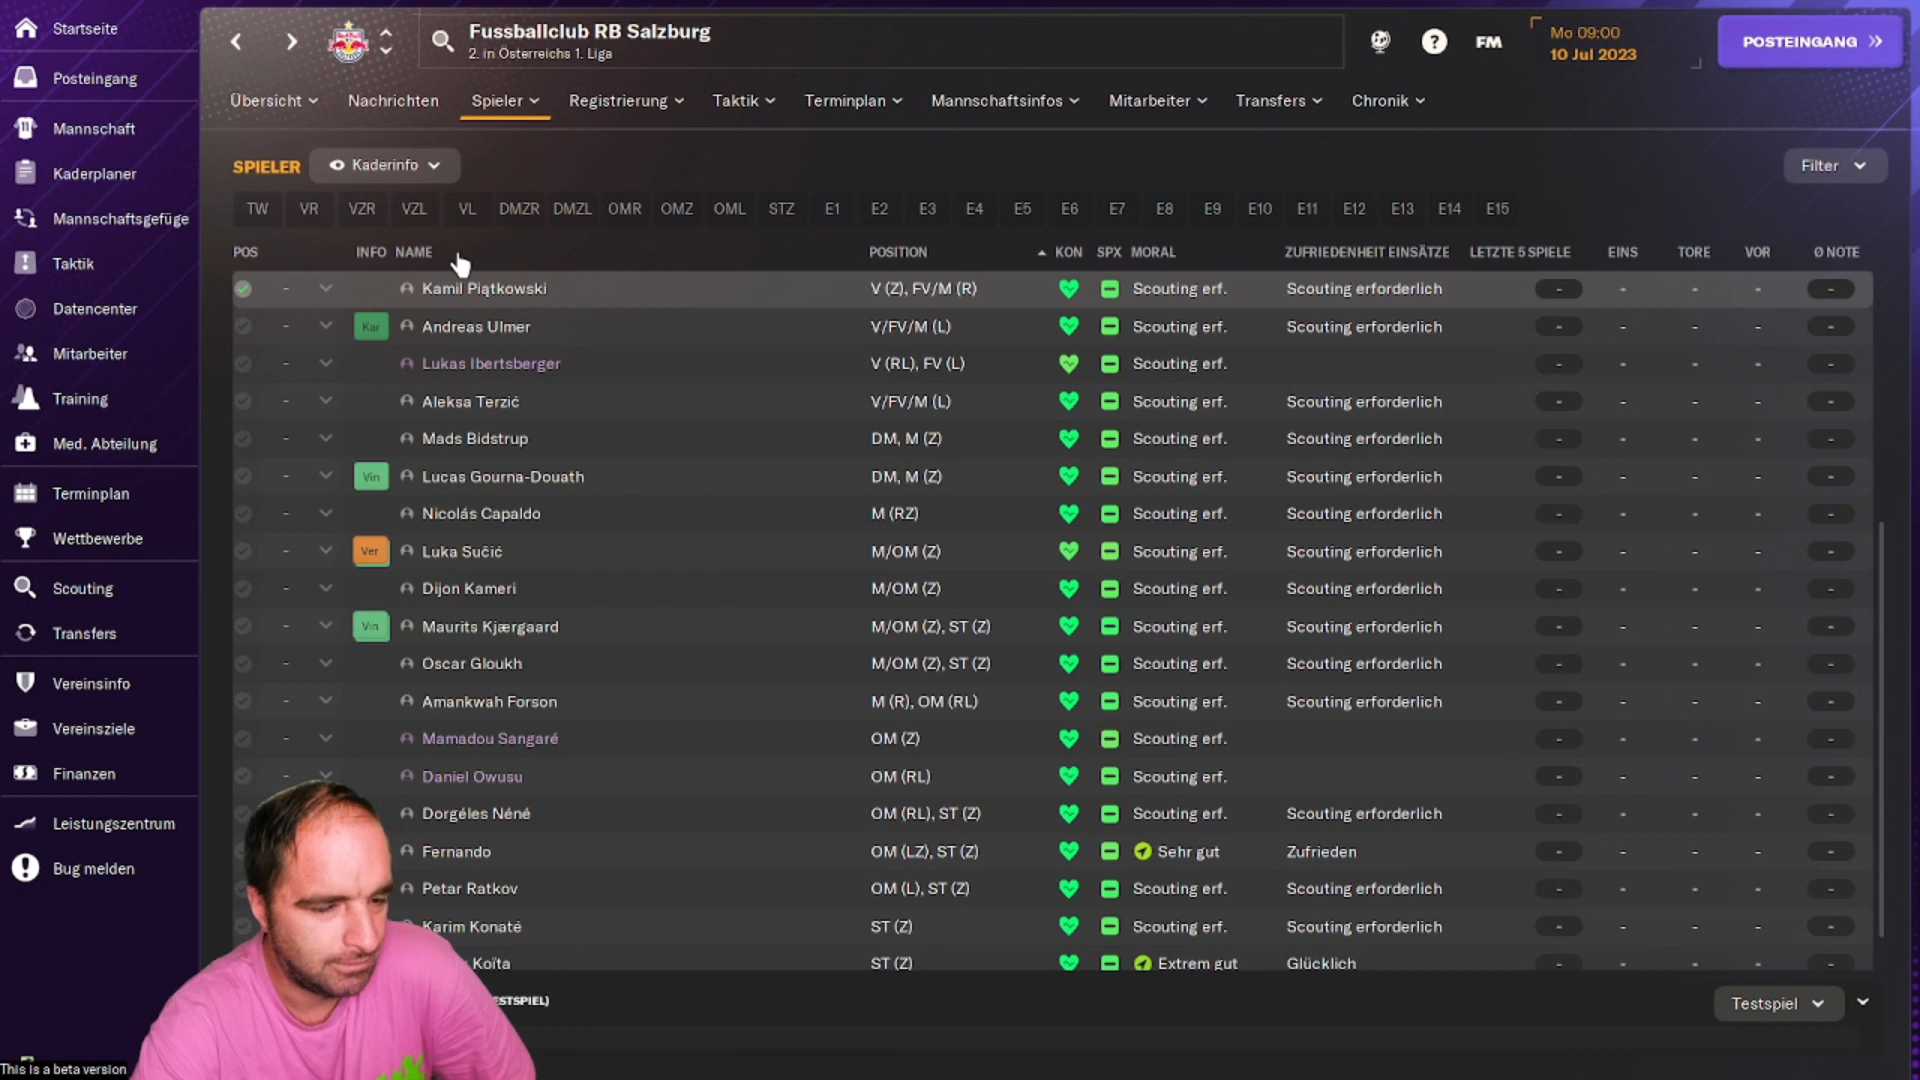 Startseite
Posteingang
Mannschaft
Kaderplaner
Mannschaftsgefüge
Taktik
Datencenter
Mitarbeiter
Training
Med. Abteilung
Terminplan
Wettbewerbe
Scouting
Transfers
Vereinsinfo
Vereinsziele
Finanzen
Leistungszentrum
Bug melden
This is a beta version
Fussballclub RB Salzburg
2. in Österreichs 1. Liga
FM
Mo 09:00
10 Jul 2023
POSTEINGANG
Übersicht Nachrichten Spieler Registrierung Taktik Terminplan Mannschaftsinfos Mitarbeiter Transfers Chronik
SPIELER Kaderinfo Filter
TW VR VZR VZL VL DMZR DMZL OMR OMZ OML STZ E1 E2 E3 E4 E5 E6 E7 E8 E9 E10 E11 E12 E13 E14 E15
POS INFO NAME POSITION KON SPX MORAL ZUFRIEDENHEIT EINSÄTZE LETZTE 5 SPIELE EINS TORE VOR Ø NOTE
- Kamil Piątkowski V (Z), FV/M (R) Scouting erf. Scouting erforderlich - - - - -
- Kar Andreas Ulmer V/FV/M (L) Scouting erf. Scouting erforderlich - - - - -
- Lukas Ibertsberger V (RL), FV (L) Scouting erf. - - - - -
- Aleksa Terzić V/FV/M (L) Scouting erf. Scouting erforderlich - - - - -
- Mads Bidstrup DM, M (Z) Scouting erf. Scouting erforderlich - - - - -
- Vin Lucas Gourna-Douath DM, M (Z) Scouting erf. Scouting erforderlich - - - - -
- Nicolás Capaldo M (RZ) Scouting erf. Scouting erforderlich - - - - -
- Ver Luka Sučić M/OM (Z) Scouting erf. Scouting erforderlich - - - - -
- Dijon Kameri M/OM (Z) Scouting erf. Scouting erforderlich - - - - -
- Vin Maurits Kjærgaard M/OM (Z), ST (Z) Scouting erf. Scouting erforderlich - - - - -
- Oscar Gloukh M/OM (Z), ST (Z) Scouting erf. Scouting erforderlich - - - - -
- Amankwah Forson M (R), OM (RL) Scouting erf. Scouting erforderlich - - - - -
- Mamadou Sangaré OM (Z) Scouting erf. - - - - -
- Daniel Owusu OM (RL) Scouting erf. - - - - -
Dorgéles Néné OM (RL), ST (Z) Scouting erf. Scouting erforderlich - - - - -
Fernando OM (LZ), ST (Z) Sehr gut Zufrieden - - - - -
Petar Ratkov OM (L), ST (Z) Scouting erf. Scouting erforderlich - - - - -
Karim Konaté ST (Z) Scouting erf. Scouting erforderlich - - - - -
Koïta ST (Z) Extrem gut Glücklich - - - - -
ESTSPIEL)
Testspiel